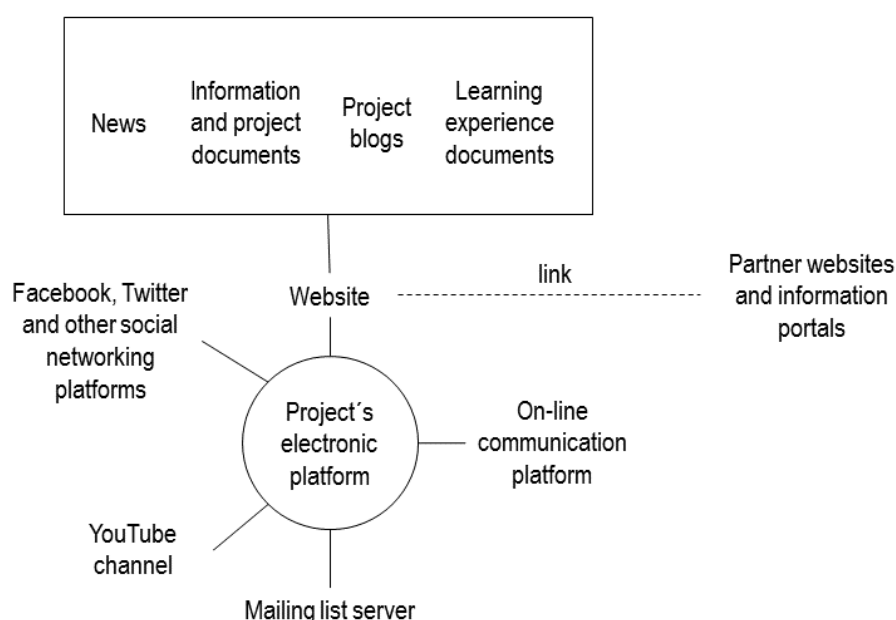 News
Information
and project
documents
Project
blogs
Learning
experience
documents
Facebook, Twitter
and other social
networking
platforms
Website
link
Partner websites
and information
portals
Project´s
electronic
platform
On-line
communication
platform
YouTube
channel
Mailing list server